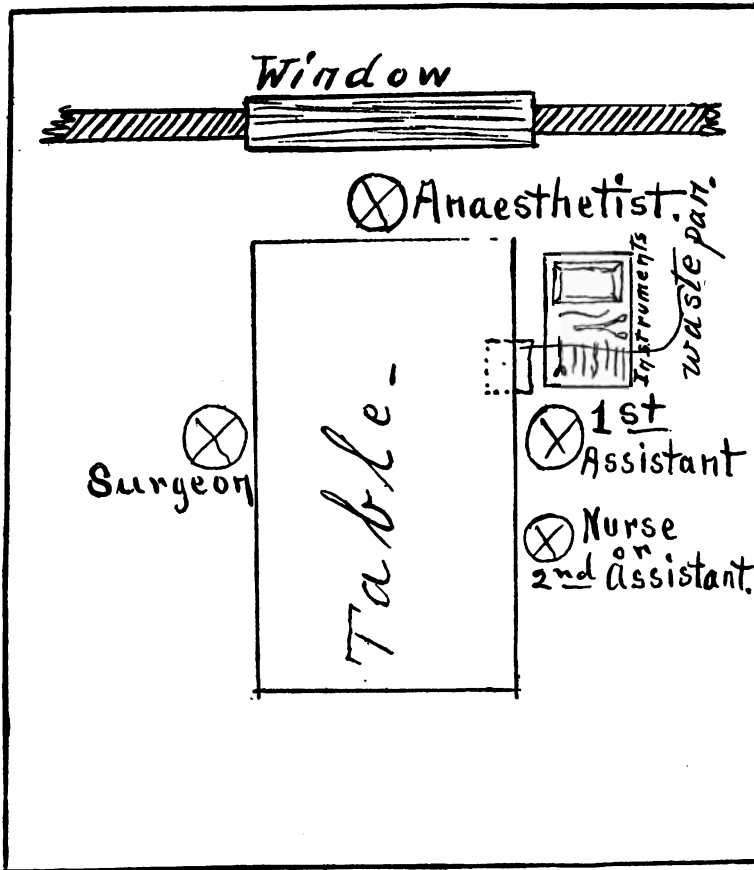 Window
Anaesthetist.
Instruments
waste pan.
Table-
Surgeon
1st
Assistant
Nurse
or
2nd Assistant.